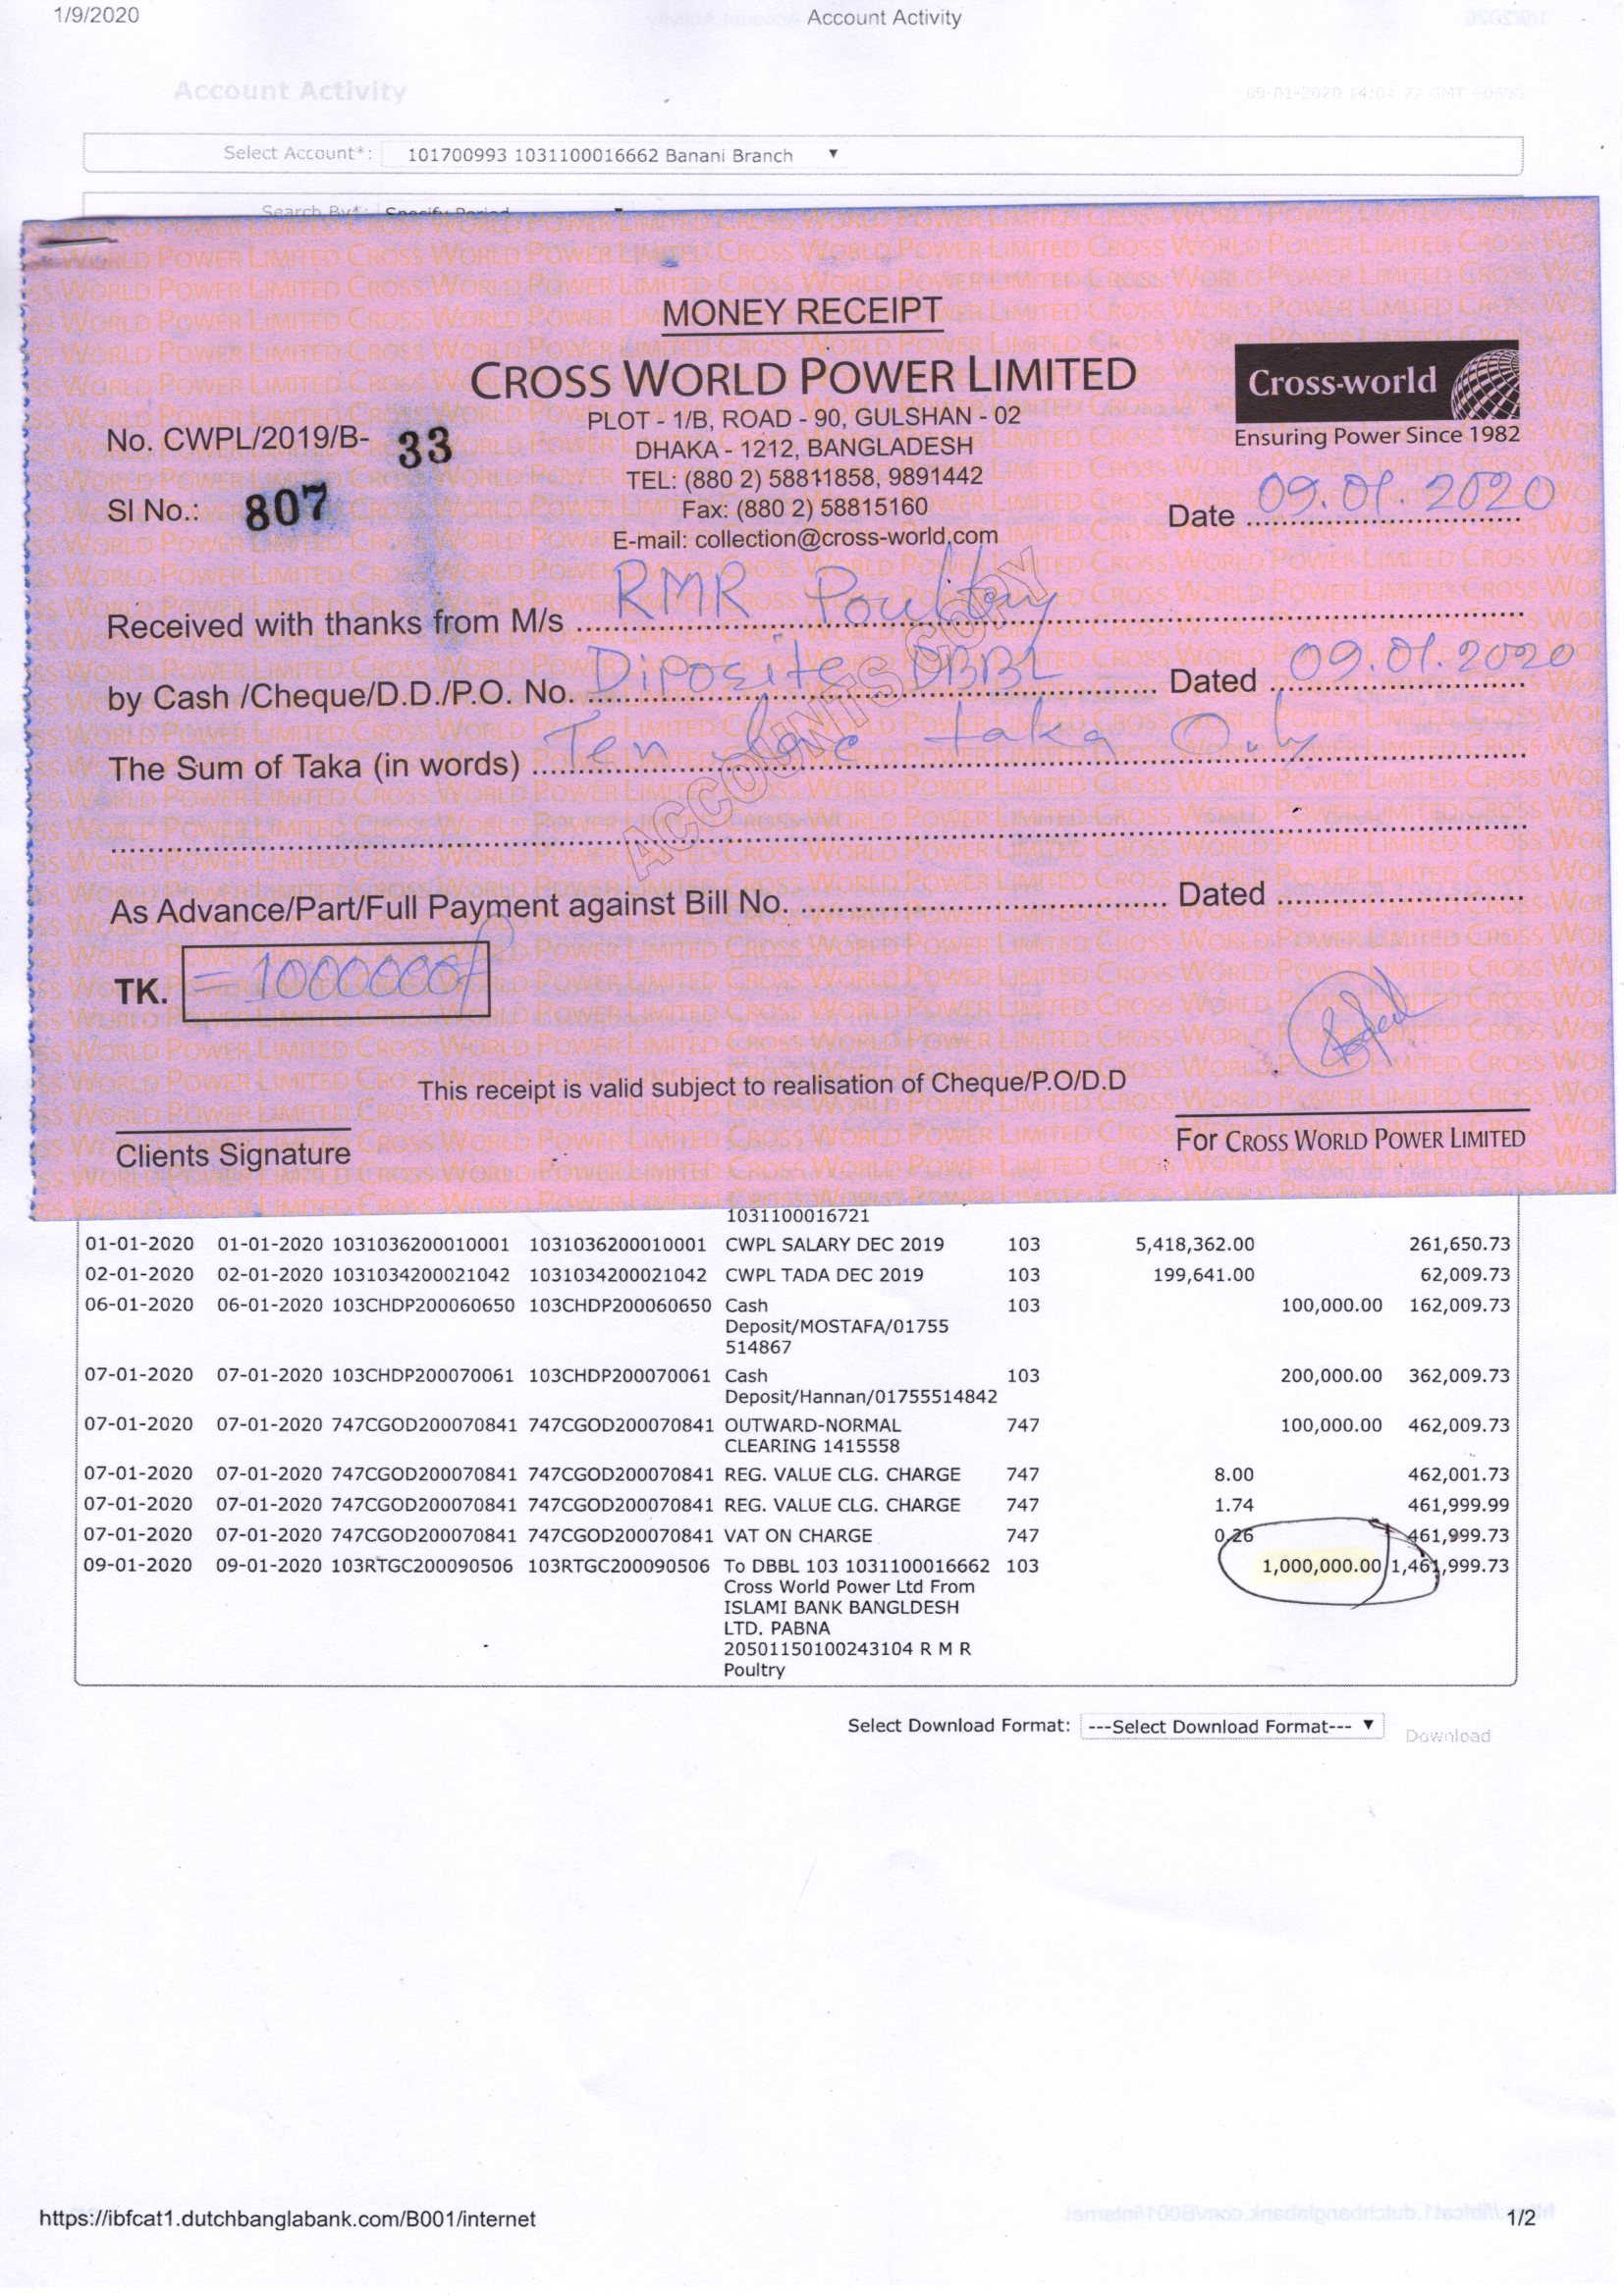 1/9/2020 Account Activity
Account Activity
Select Account*: 101700993 1031100016662 Banani Branch
Search By*: Specify Period
MONEY RECEIPT
CROSS WORLD POWER LIMITED
PLOT - 1/B, ROAD - 90, GULSHAN - 02
DHAKA - 1212, BANGLADESH
TEL: (880 2) 58811858, 9891442
Fax: (880 2) 58815160
E-mail: collection@cross-world.com
Cross-world
Ensuring Power Since 1982
No. CWPL/2019/B- 33
Sl No.: 807
Date 09.01.2020
Received with thanks from M/s RMR Poultry
by Cash /Cheque/D.D./P.O. No. Diposite DBBL Dated 09.01.2020
The Sum of Taka (in words) Ten lac taka Only
ACCOUNTS COPY
As Advance/Part/Full Payment against Bill No. Dated
TK. =1000000/
This receipt is valid subject to realisation of Cheque/P.O/D.D
Clients Signature
For CROSS WORLD POWER LIMITED
1031100016721
01-01-2020 01-01-2020 1031036200010001 1031036200010001 CWPL SALARY DEC 2019 103 5,418,362.00 261,650.73
02-01-2020 02-01-2020 1031034200021042 1031034200021042 CWPL TADA DEC 2019 103 199,641.00 62,009.73
06-01-2020 06-01-2020 103CHDP200060650 103CHDP200060650 Cash 103 100,000.00 162,009.73
Deposit/MOSTAFA/01755
514867
07-01-2020 07-01-2020 103CHDP200070061 103CHDP200070061 Cash 103 200,000.00 362,009.73
Deposit/Hannan/01755514842
07-01-2020 07-01-2020 747CGOD200070841 747CGOD200070841 OUTWARD-NORMAL 747 100,000.00 462,009.73
CLEARING 1415558
07-01-2020 07-01-2020 747CGOD200070841 747CGOD200070841 REG. VALUE CLG. CHARGE 747 8.00 462,001.73
07-01-2020 07-01-2020 747CGOD200070841 747CGOD200070841 REG. VALUE CLG. CHARGE 747 1.74 461,999.99
07-01-2020 07-01-2020 747CGOD200070841 747CGOD200070841 VAT ON CHARGE 747 0.26 461,999.73
09-01-2020 09-01-2020 103RTGC200090506 103RTGC200090506 To DBBL 103 1031100016662 103 1,000,000.00 1,461,999.73
Cross World Power Ltd From
ISLAMI BANK BANGLDESH
LTD. PABNA
20501150100243104 R M R
Poultry
Select Download Format: ---Select Download Format--- Download
https://ibfcat1.dutchbanglabank.com/B001/internet 1/2